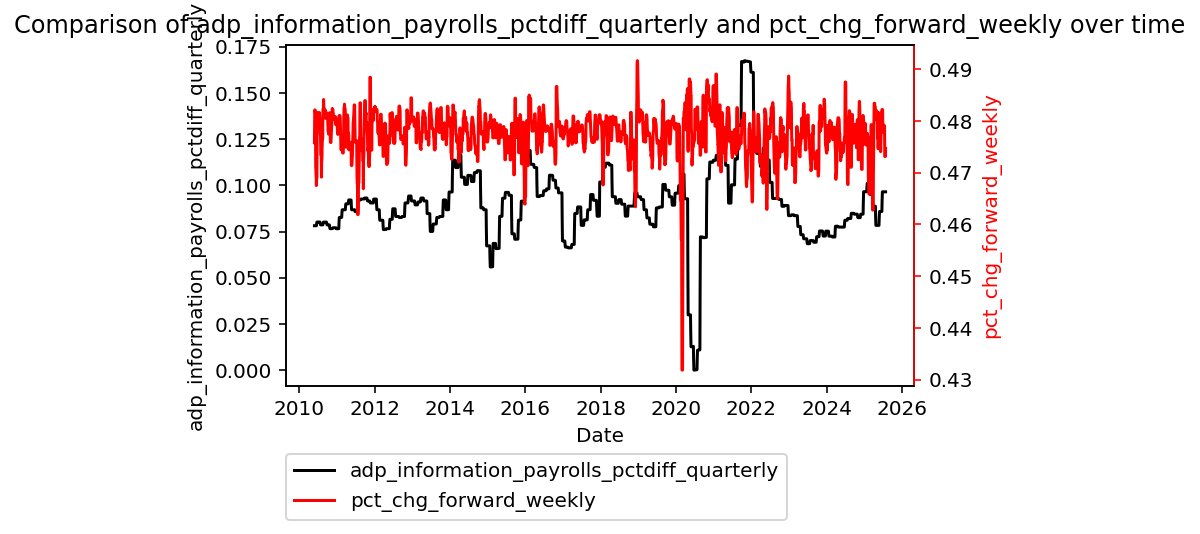 Comparison of adp_information_payrolls_pctdiff_quarterly and pct_chg_forward_weekly over time
adp_information_payrolls_pctdiff_quarterly
0.175
0.150
0.125
0.100
0.075
0.050
0.025
0.000
0.49
0.48
0.47
0.46
0.45
0.44
0.43
pct_chg_forward_weekly
2010 2012 2014 2016 2018 2020 2022 2024 2026
Date
adp_information_payrolls_pctdiff_quarterly
pct_chg_forward_weekly